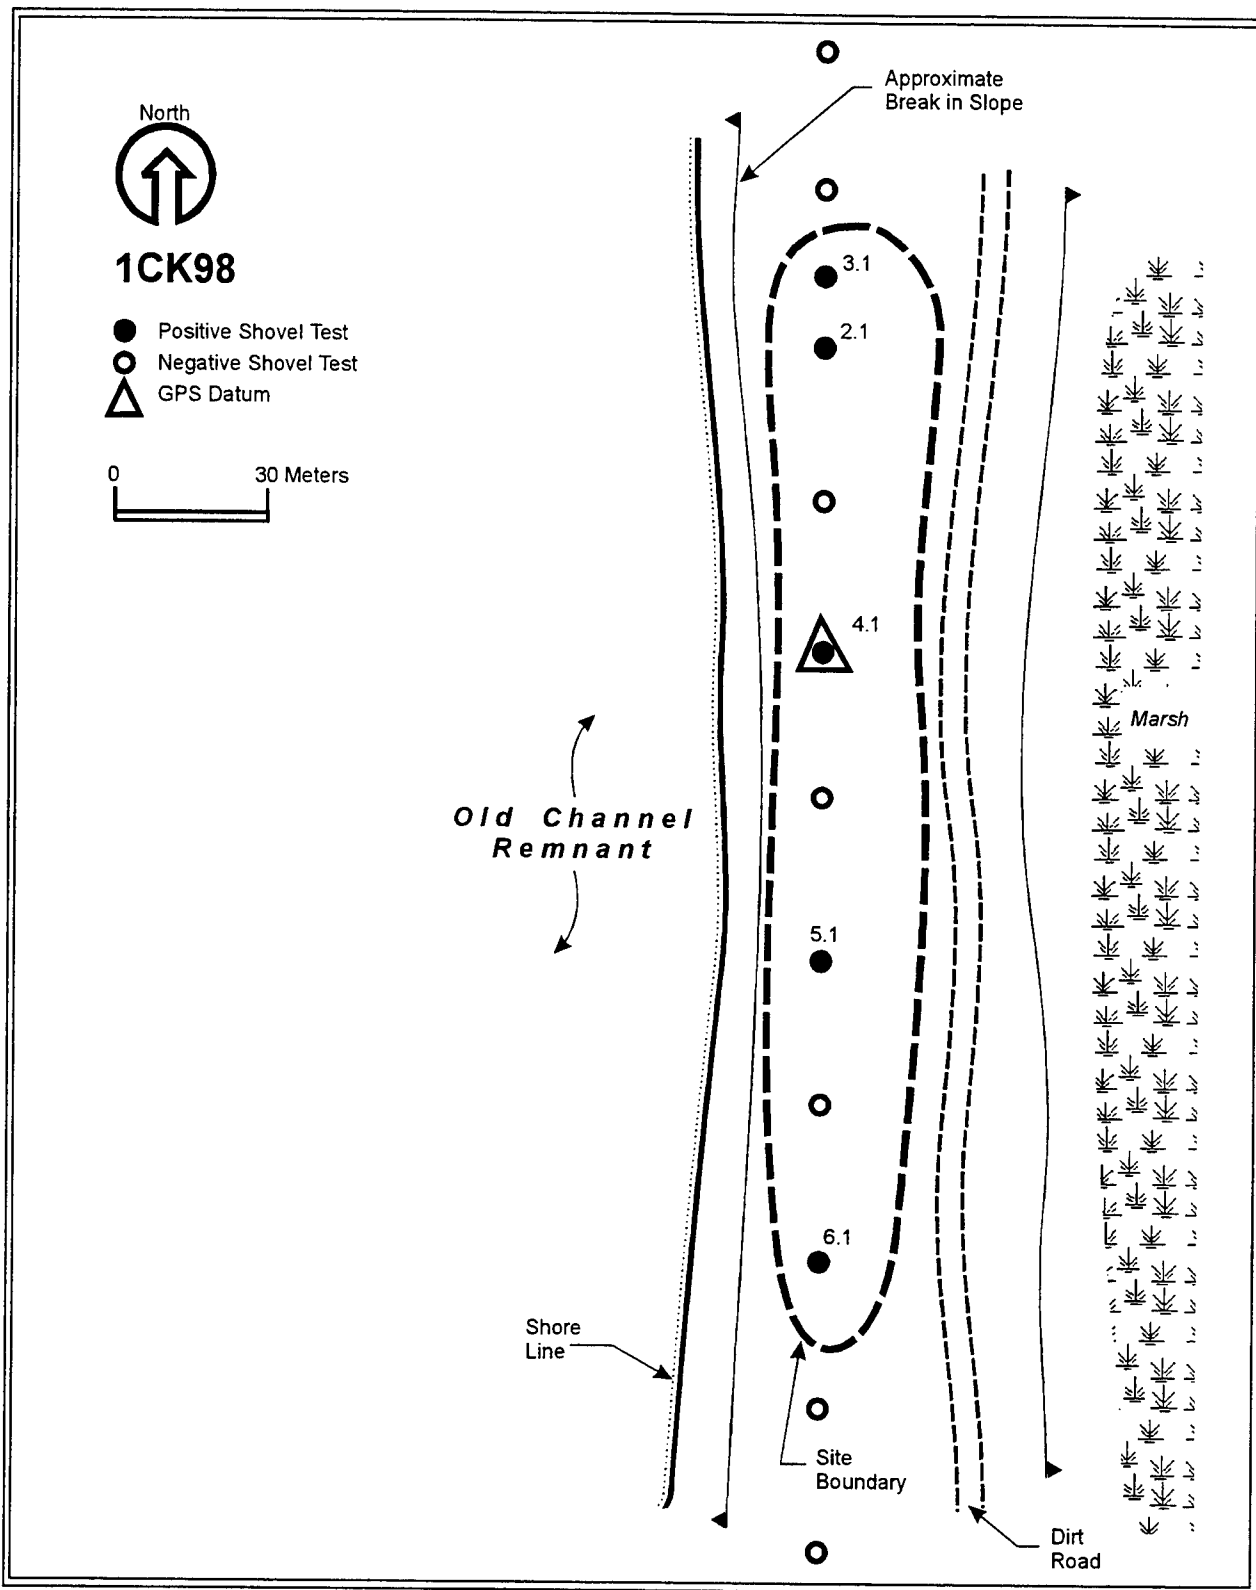 North
1CK98
Positive Shovel Test
Negative Shovel Test
GPS Datum
0 30 Meters
Approximate
Break in Slope
3.1
2.1
4.1
Marsh
Old Channel
Remnant
5.1
6.1
Shore
Line
Site
Boundary
Dirt
Road